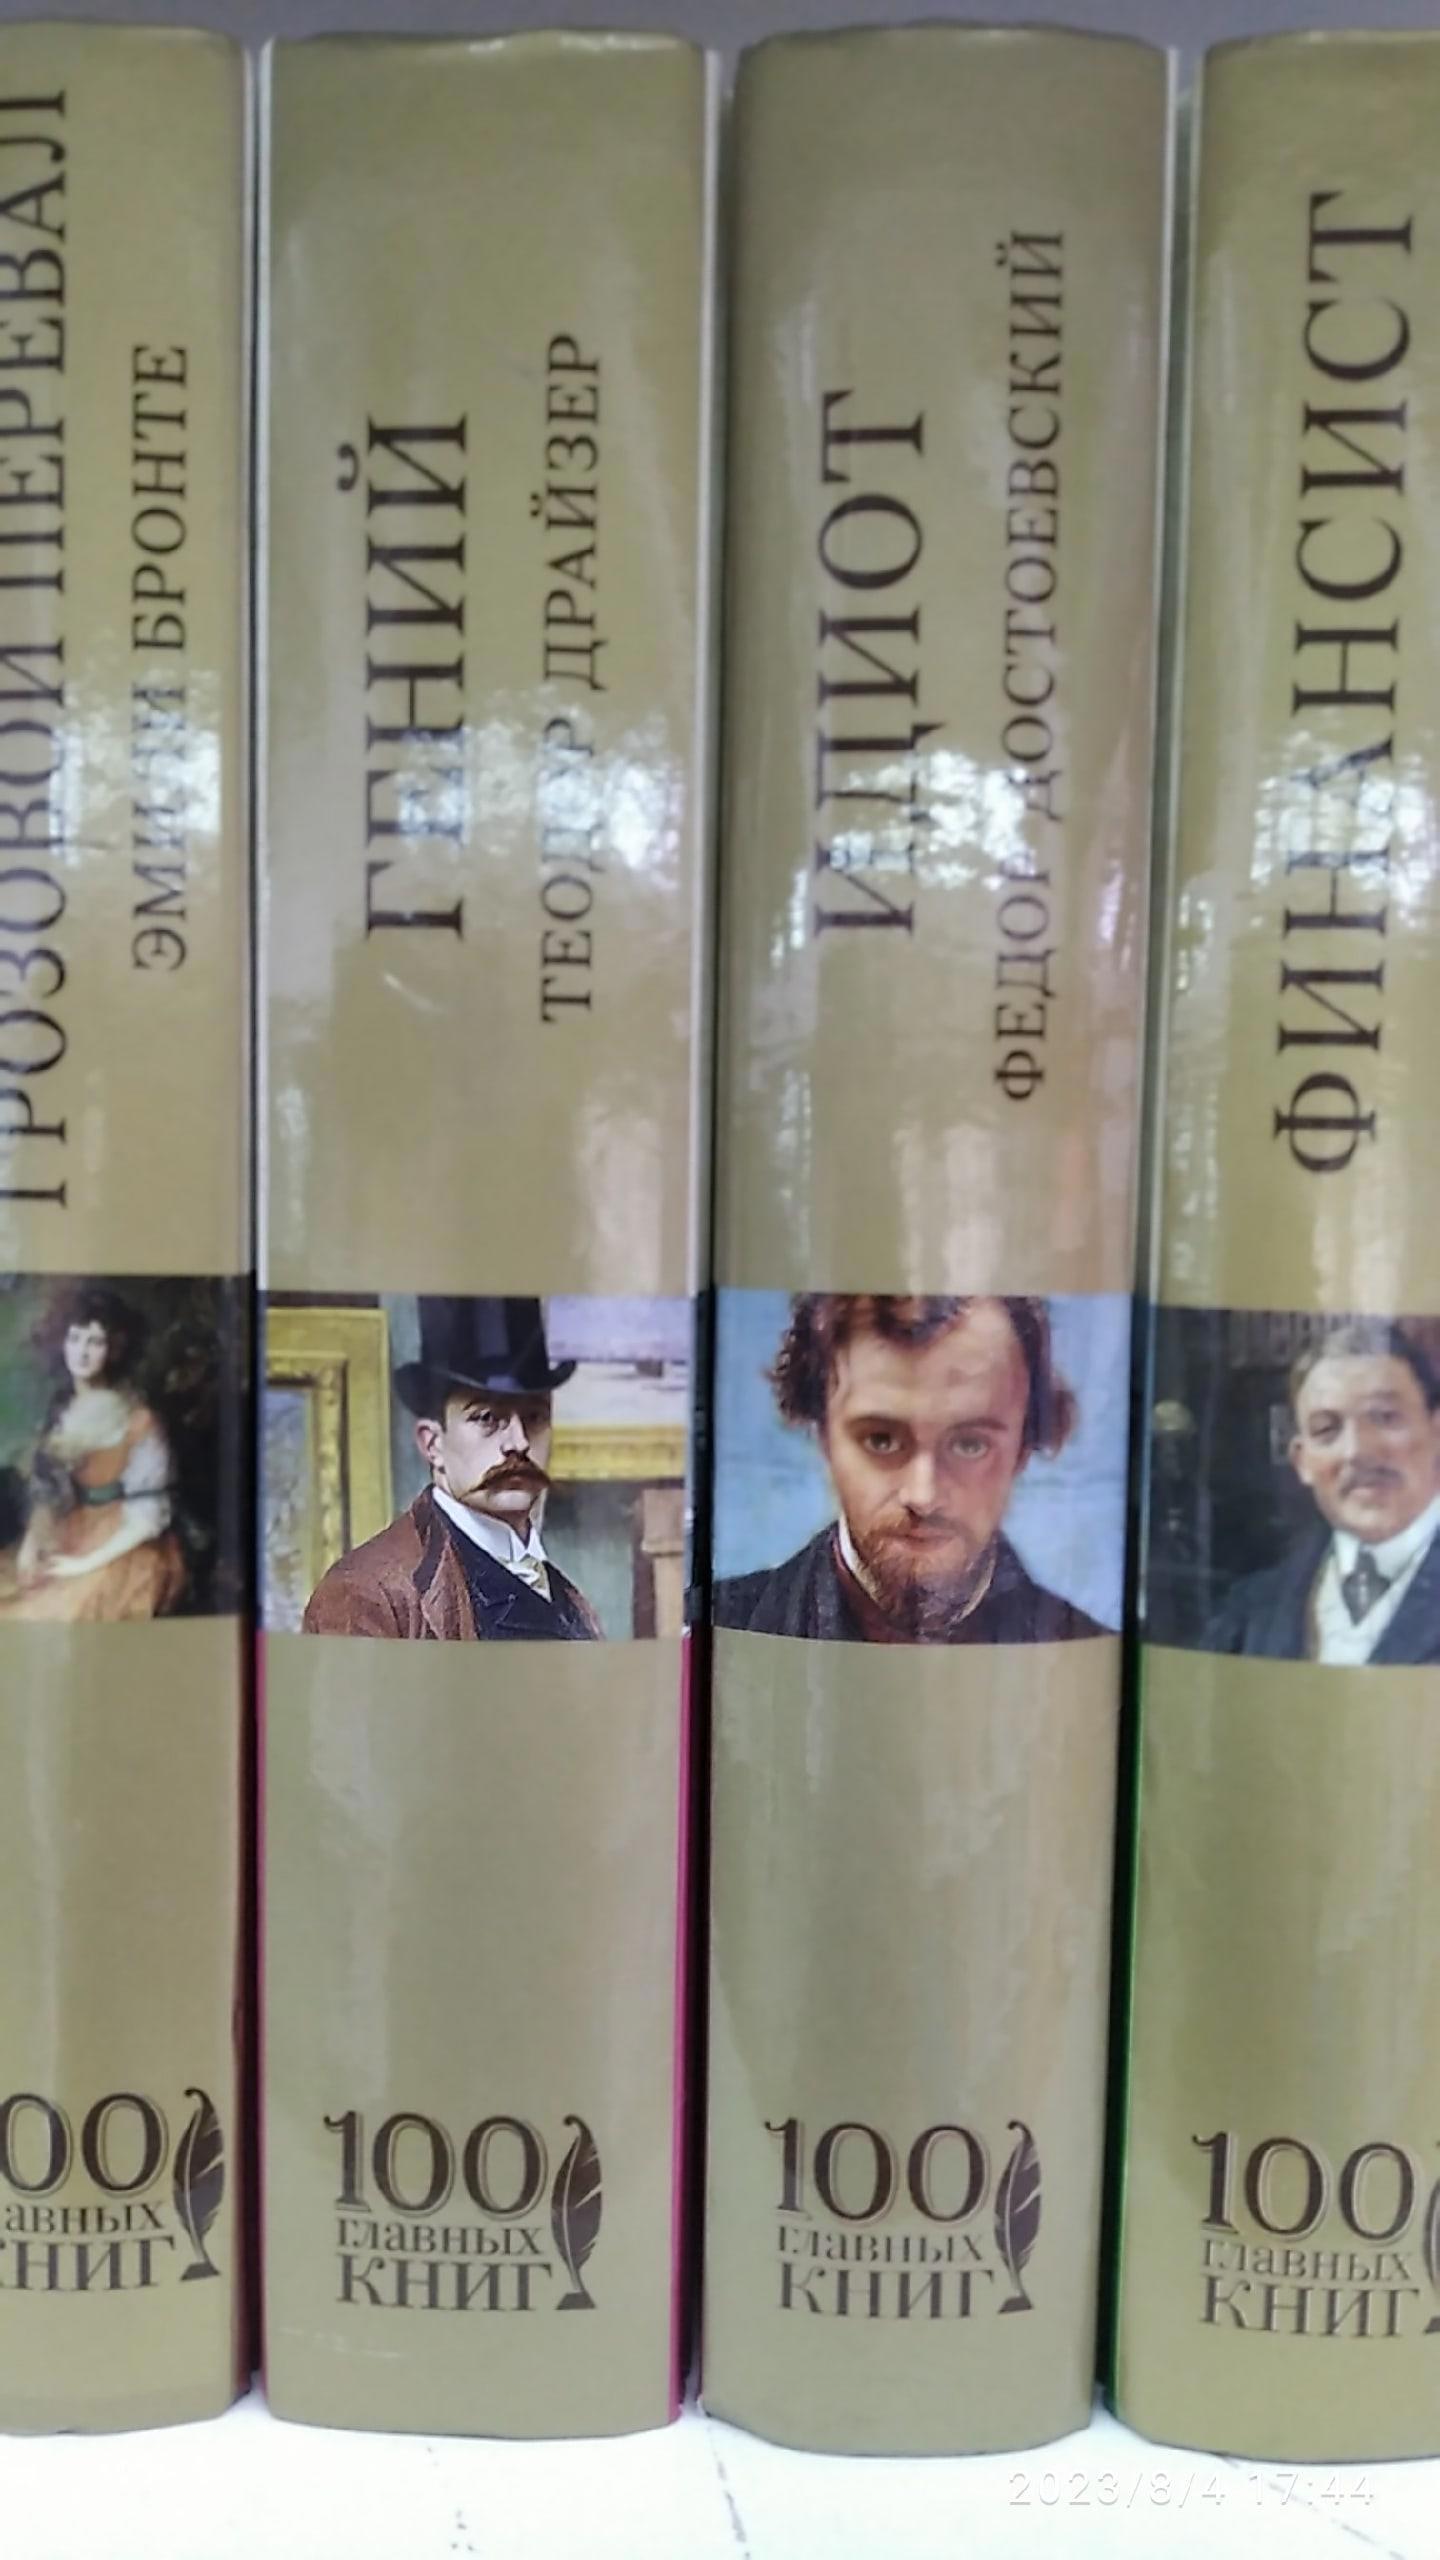 ГРОЗОВОЙ ПЕРЕВАЛ
ЭМИЛИ БРОНТЕ
100
главных
КНИГ
ГЕНИЙ
ТЕОДОР ДРАЙЗЕР
100
главных
КНИГ
ИДИОТ
ФЕДОР ДОСТОЕВСКИЙ
100
главных
КНИГ
ФИНАНСИСТ
100
главных
КНИГ
2023/8/4 17:44